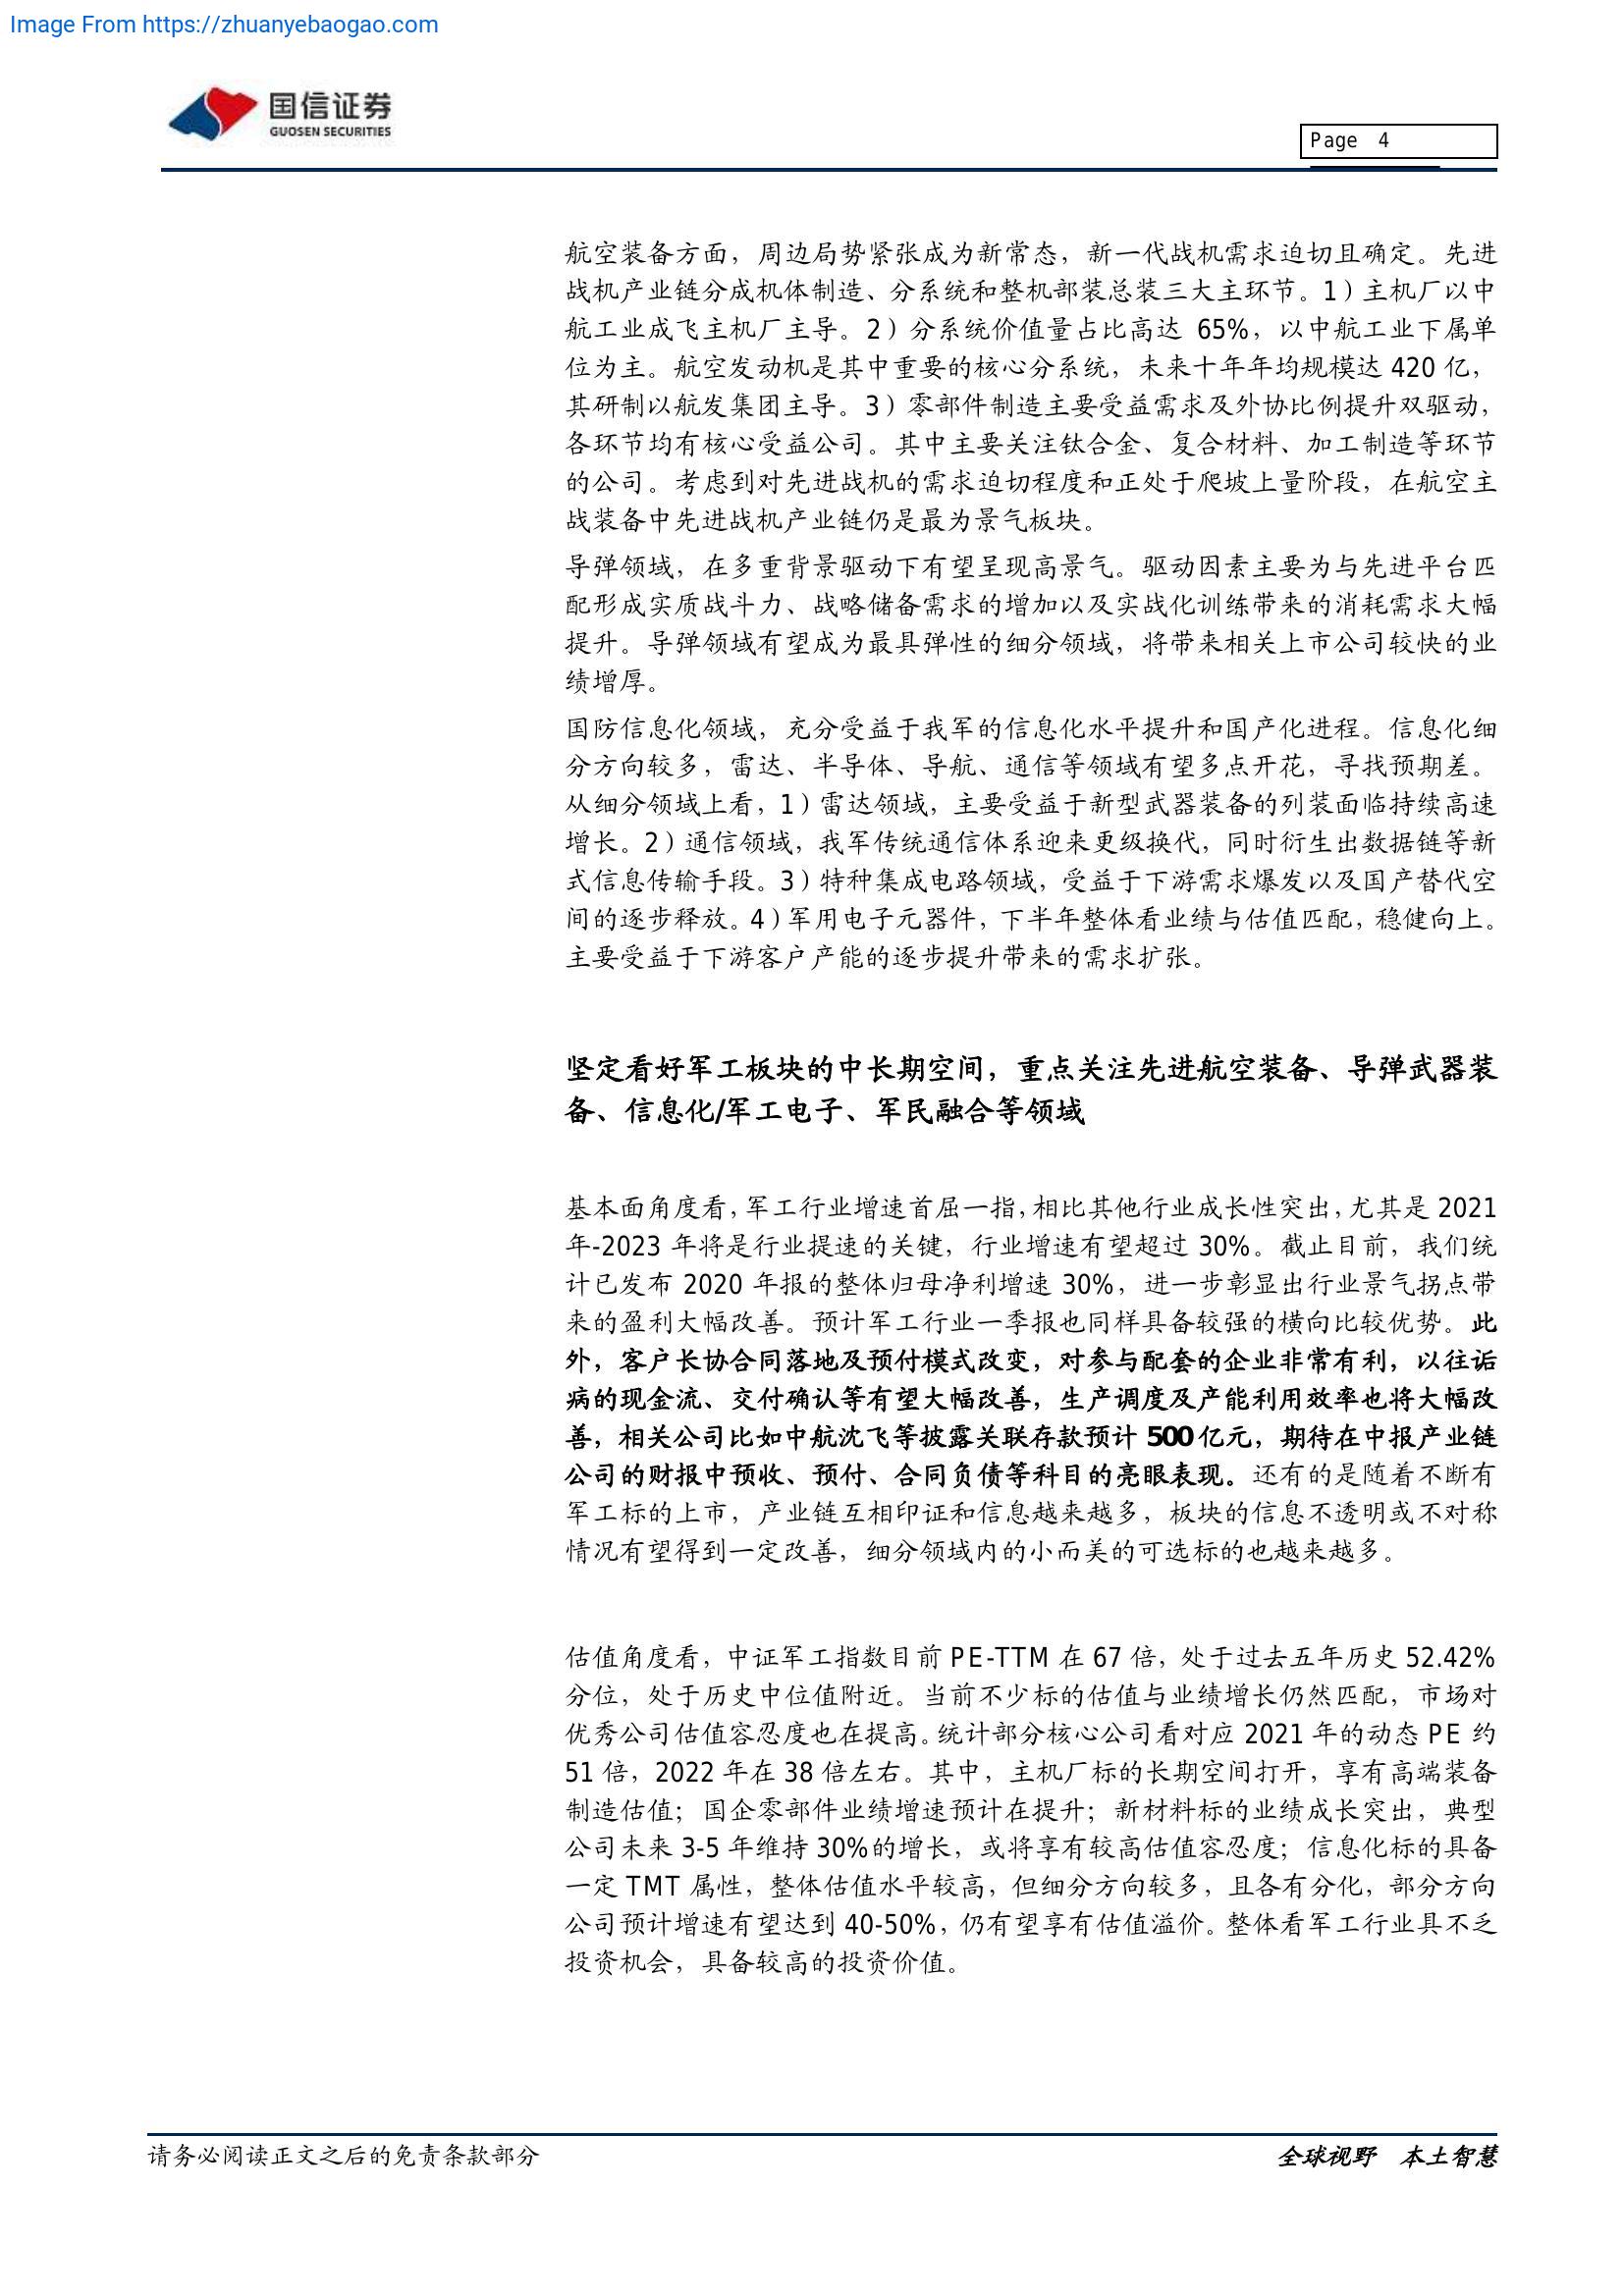 Image From https://zhuanyebaogao.com
国信证券
GUOSEN SECURITIES
Page 4
航空装备方面，周边局势紧张成为新常态，新一代战机需求迫切且确定。先进
战机产业链分成机体制造、分系统和整机部装总装三大主环节。1）主机厂以中
航工业成飞主机厂主导。2）分系统价值量占比高达 65%，以中航工业下属单
位为主。航空发动机是其中重要的核心分系统，未来十年年均规模达 420 亿，
其研制以航发集团主导。3）零部件制造主要受益需求及外协比例提升双驱动，
各环节均有核心受益公司。其中主要关注钛合金、复合材料、加工制造等环节
的公司。考虑到对先进战机的需求迫切程度和正处于爬坡上量阶段，在航空主
战装备中先进战机产业链仍是最为景气板块。
导弹领域，在多重背景驱动下有望呈现高景气。驱动因素主要为与先进平台匹
配形成实质战斗力、战略储备需求的增加以及实战化训练带来的消耗需求大幅
提升。导弹领域有望成为最具弹性的细分领域，将带来相关上市公司较快的业
绩增厚。
国防信息化领域，充分受益于我军的信息化水平提升和国产化进程。信息化细
分方向较多，雷达、半导体、导航、通信等领域有望多点开花，寻找预期差。
从细分领域上看，1）雷达领域，主要受益于新型武器装备的列装面临持续高速
增长。2）通信领域，我军传统通信体系迎来更级换代，同时衍生出数据链等新
式信息传输手段。3）特种集成电路领域，受益于下游需求爆发以及国产替代空
间的逐步释放。4）军用电子元器件，下半年整体看业绩与估值匹配，稳健向上。
主要受益于下游客户产能的逐步提升带来的需求扩张。
坚定看好军工板块的中长期空间，重点关注先进航空装备、导弹武器装
备、信息化/军工电子、军民融合等领域
基本面角度看，军工行业增速首屈一指，相比其他行业成长性突出，尤其是 2021
年-2023 年将是行业提速的关键，行业增速有望超过 30%。截止目前，我们统
计已发布 2020 年报的整体归母净利增速 30%，进一步彰显出行业景气拐点带
来的盈利大幅改善。预计军工行业一季报也同样具备较强的横向比较优势。此
外，客户长协合同落地及预付模式改变，对参与配套的企业非常有利，以往诟
病的现金流、交付确认等有望大幅改善，生产调度及产能利用效率也将大幅改
善，相关公司比如中航沈飞等披露关联存款预计 500 亿元，期待在中报产业链
公司的财报中预收、预付、合同负债等科目的亮眼表现。还有的是随着不断有
军工标的上市，产业链互相印证和信息越来越多，板块的信息不透明或不对称
情况有望得到一定改善，细分领域内的小而美的可选标的也越来越多。
估值角度看，中证军工指数目前 PE-TTM 在 67 倍，处于过去五年历史 52.42%
分位，处于历史中位值附近。当前不少标的估值与业绩增长仍然匹配，市场对
优秀公司估值容忍度也在提高。统计部分核心公司看对应 2021 年的动态 PE 约
51 倍，2022 年在 38 倍左右。其中，主机厂标的长期空间打开，享有高端装备
制造估值；国企零部件业绩增速预计在提升；新材料标的业绩成长突出，典型
公司未来 3-5 年维持 30%的增长，或将享有较高估值容忍度；信息化标的具备
一定 TMT 属性，整体估值水平较高，但细分方向较多，且各有分化，部分方向
公司预计增速有望达到 40-50%，仍有望享有估值溢价。整体看军工行业具不乏
投资机会，具备较高的投资价值。
请务必阅读正文之后的免责条款部分
全球视野 本土智慧